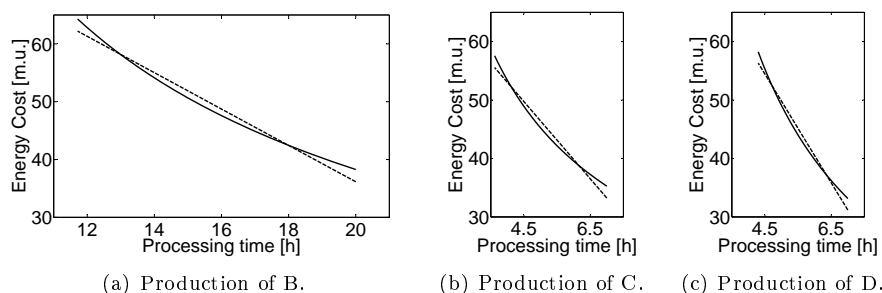 Energy Cost [m.u.]
60
50
40
30
12
14
16
18
20
Processing time [h]
(a) Production of B.
Energy Cost [m.u.]
60
50
40
30
4.5
6.5
Processing time [h]
(b) Production of C.
Energy Cost [m.u.]
60
50
40
30
4.5
6.5
Processing time [h]
(c) Production of D.